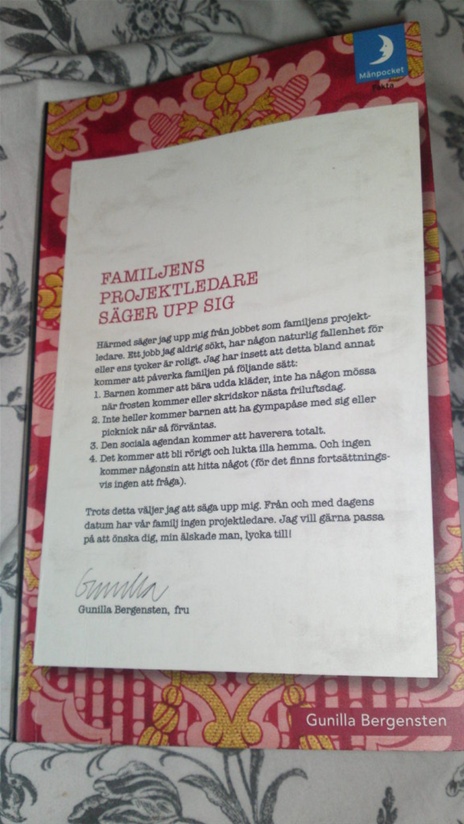 Månpocket
Fakta
FAMILJENS
PROJEKTLEDARE
SÄGER UPP SIG
Härmed säger jag upp mig från jobbet som familjens projekt-
ledare. Ett jobb jag aldrig sökt, har någon naturlig fallenhet för
eller ens tycker är roligt. Jag har insett att detta bland annat
kommer att påverka familjen på följande sätt:
1. Barnen kommer att bära udda kläder, inte ha någon mössa
när frosten kommer eller skridskor nästa friluftsdag.
2. Inte heller kommer barnen att ha gympapåse med sig eller
picknick när så förväntas.
3. Den sociala agendan kommer att haverera totalt.
4. Det kommer att bli rörigt och lukta illa hemma. Och ingen
kommer någonsin att hitta något (för det finns fortsättnings-
vis ingen att fråga).
Trots detta väljer jag att säga upp mig. Från och med dagens
datum har vår familj ingen projektledare. Jag vill gärna passa
på att önska dig, min älskade man, lycka till!
Gunilla
Gunilla Bergensten, fru
Gunilla Bergensten